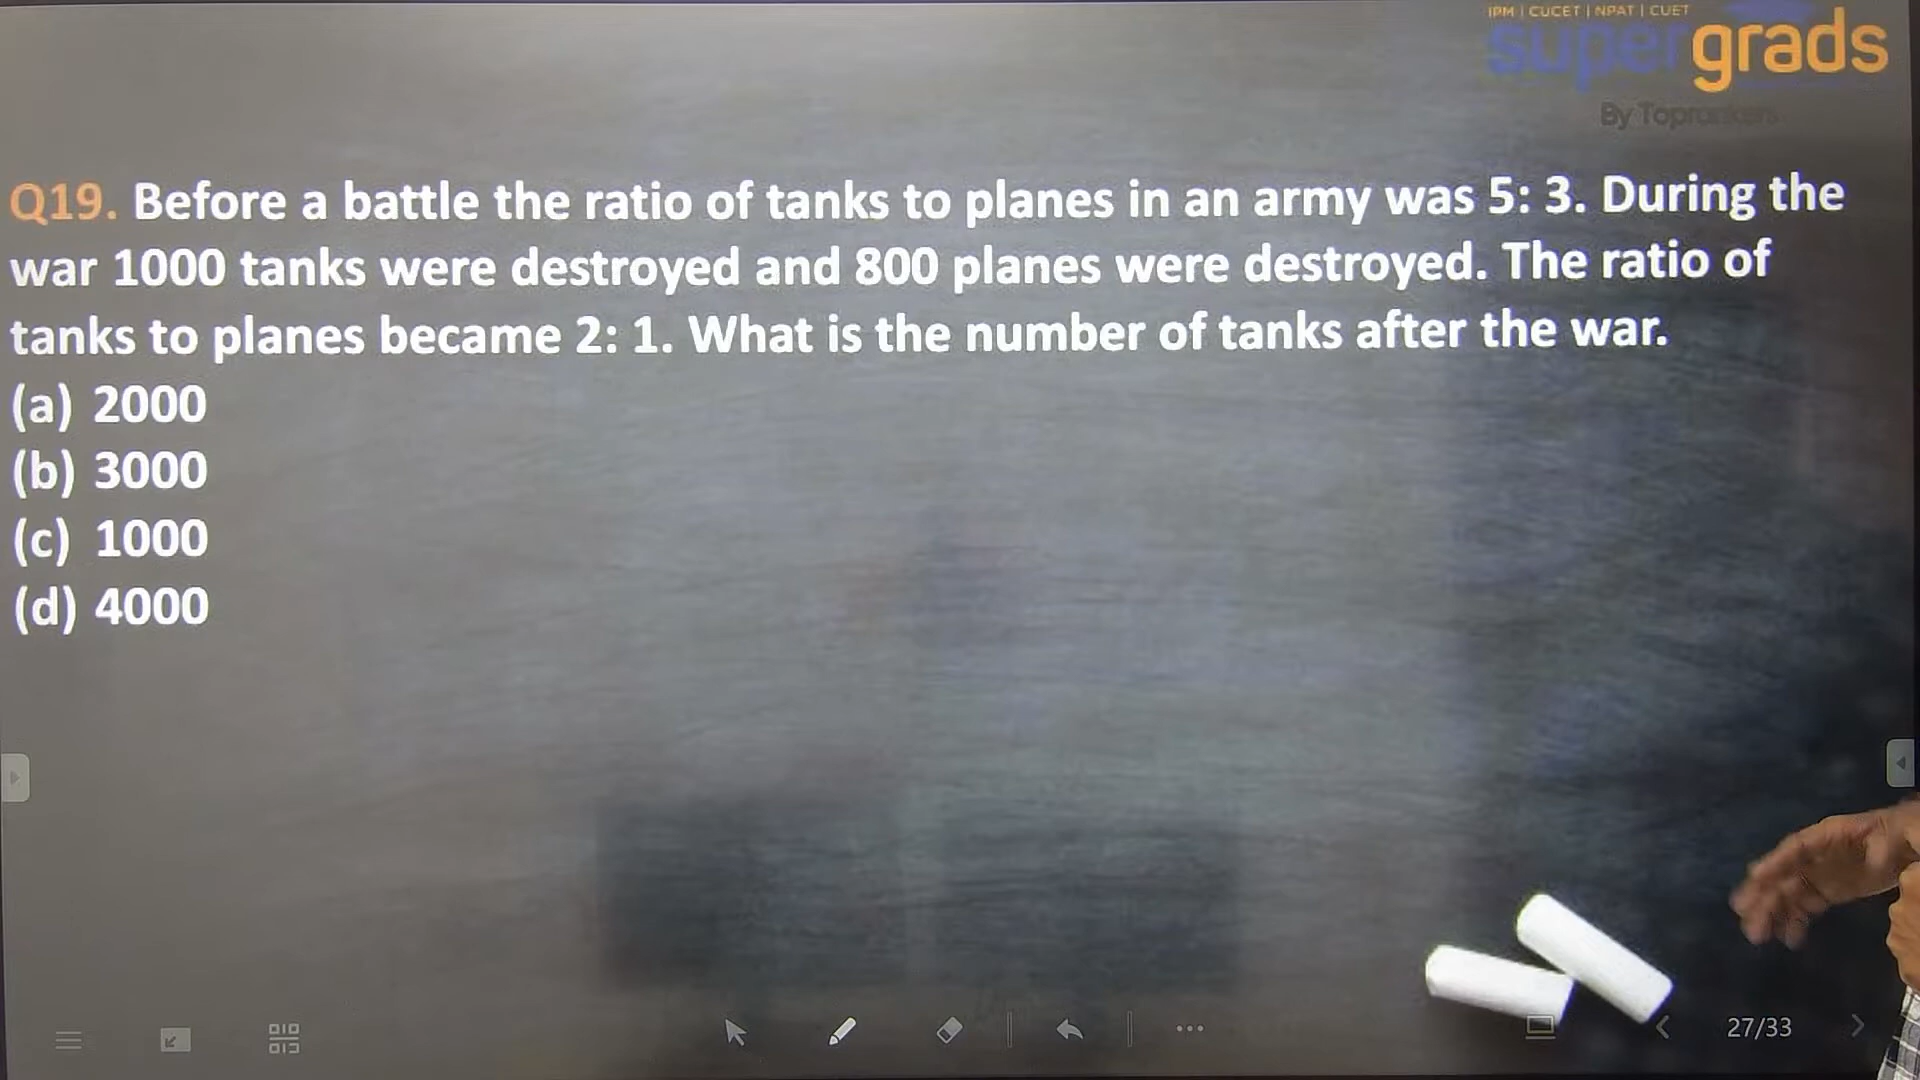 IPM | CUCET | NPAT | CUET
supergrads
By Toprankers
Q19. Before a battle the ratio of tanks to planes in an army was 5: 3. During the
war 1000 tanks were destroyed and 800 planes were destroyed. The ratio of
tanks to planes became 2: 1. What is the number of tanks after the war.
(a) 2000
(b) 3000
(c) 1000
(d) 4000
27/33